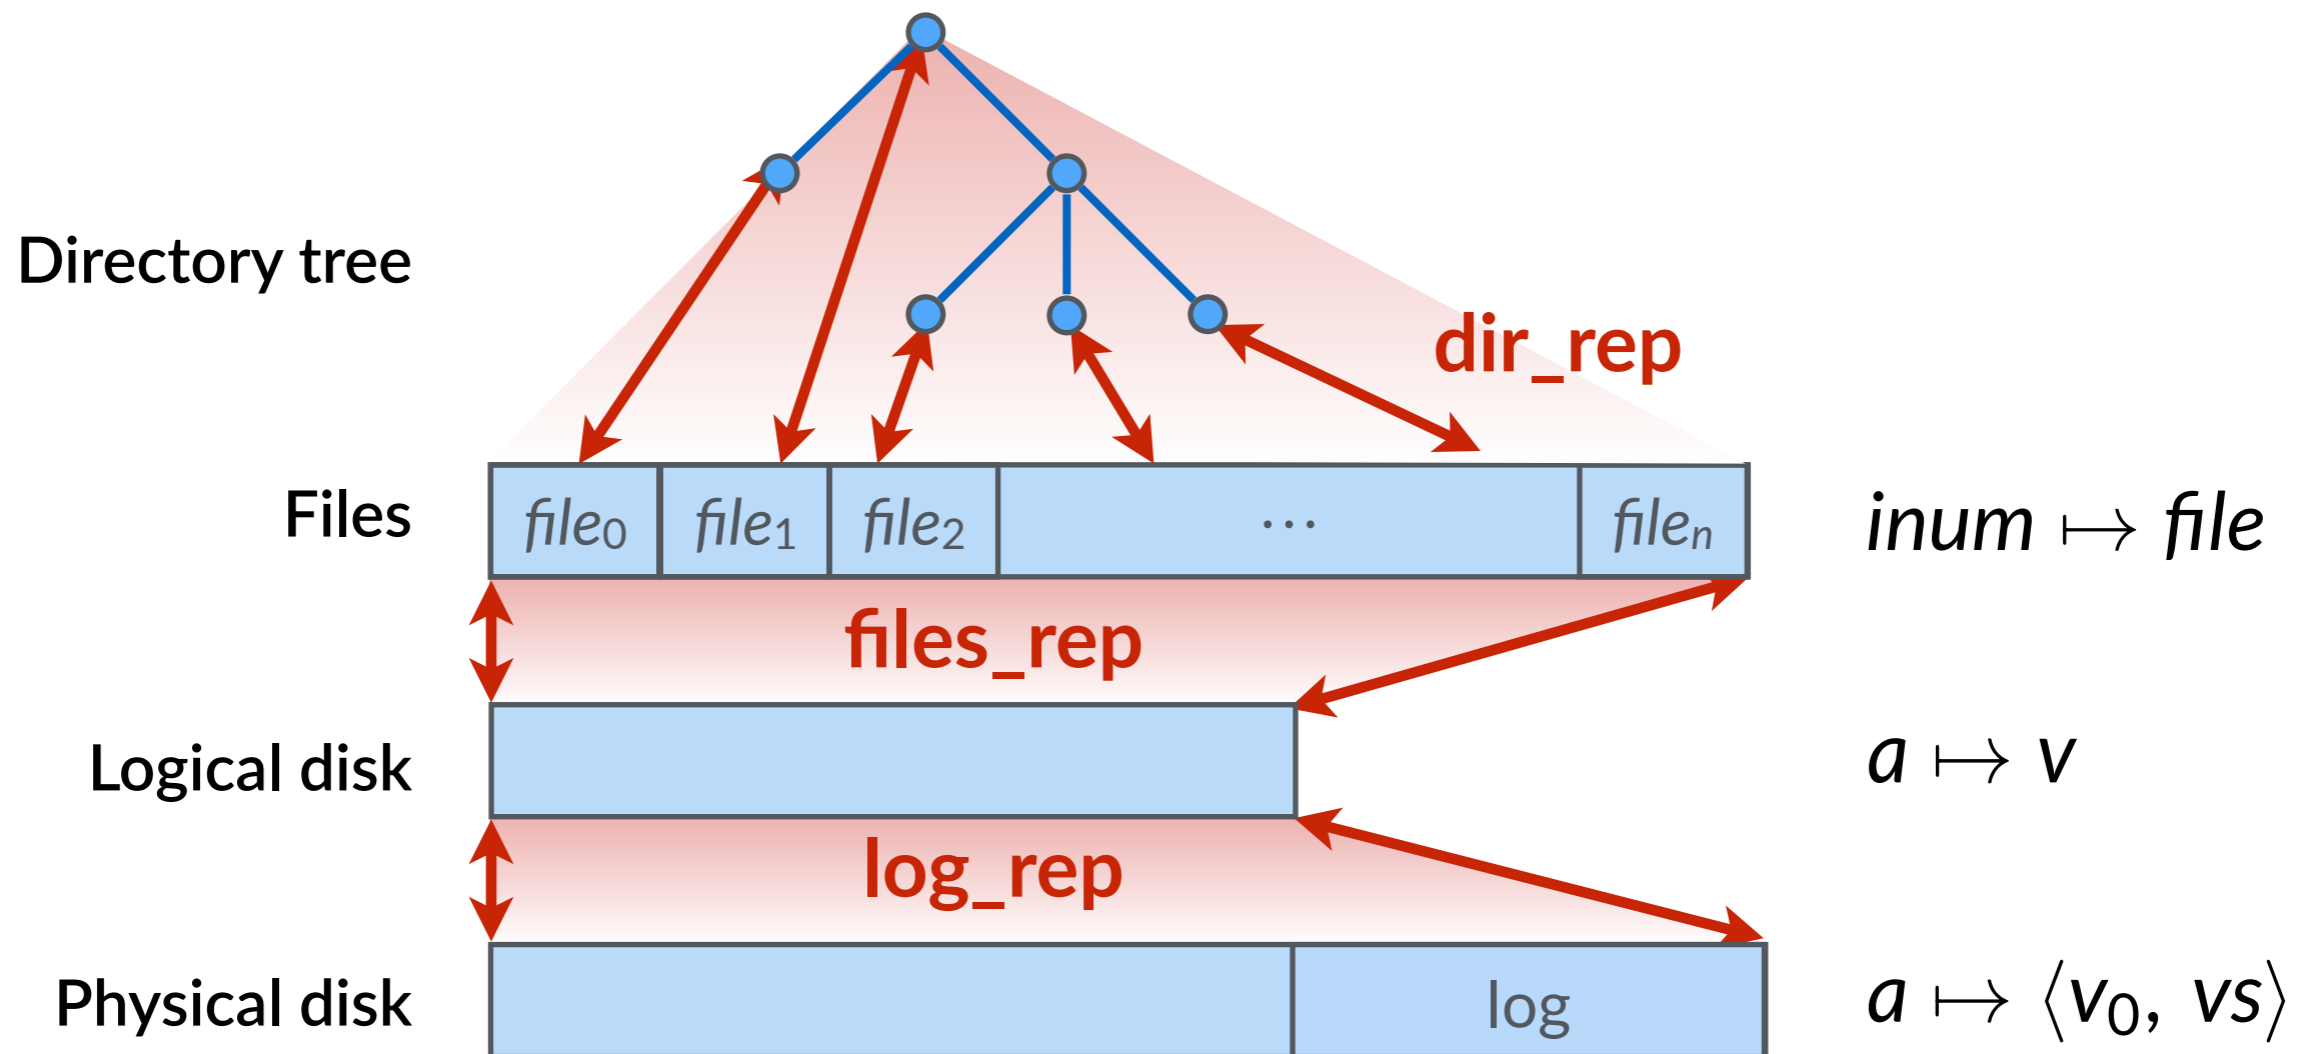 Directory tree
dir_rep
Files file₀ file₁ file₂ ... fileₙ inum ↦ file
files_rep
Logical disk a ↦ v
log_rep
Physical disk log a ↦ ⟨v₀, vs⟩